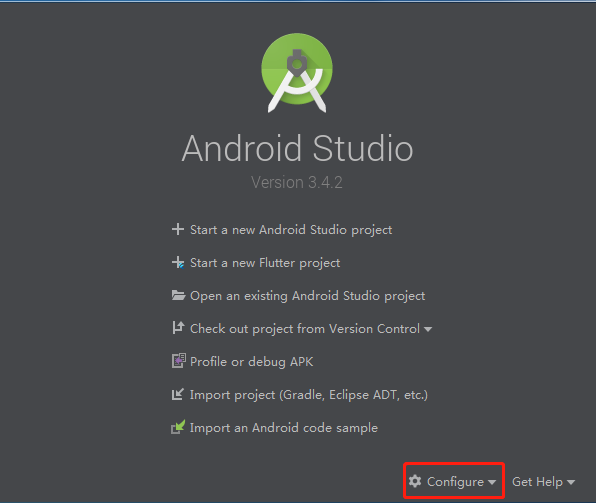 Android Studio
Version 3.4.2
Start a new Android Studio project
Start a new Flutter project
Open an existing Android Studio project
Check out project from Version Control
Profile or debug APK
Import project (Gradle, Eclipse ADT, etc.)
Import an Android code sample
Configure Get Help